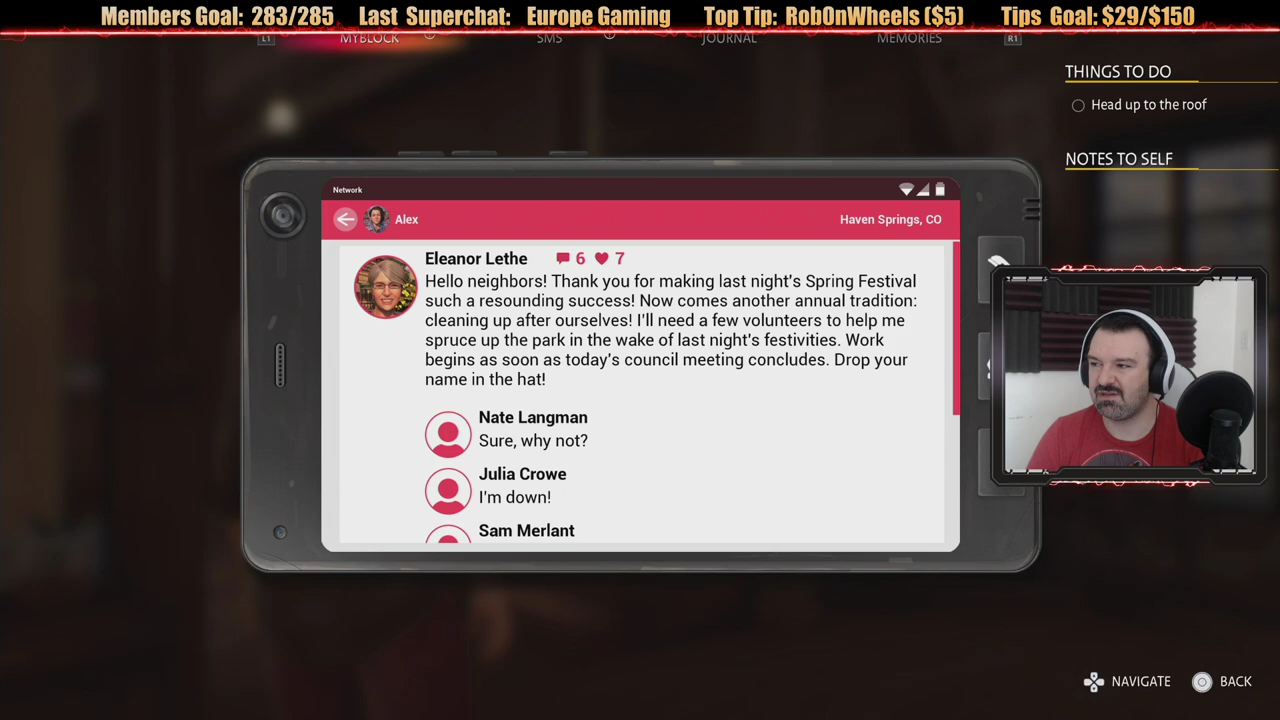 Members Goal: 283/285 Last Superchat: Europe Gaming Top Tip: RobOnWheels ($5) Tips Goal: $29/$150
L1 MYBLOCK SMS JOURNAL MEMORIES R1
THINGS TO DO
Head up to the roof
NOTES TO SELF
Network
Alex Haven Springs, CO
Eleanor Lethe 6 7
Hello neighbors! Thank you for making last night's Spring Festival
such a resounding success! Now comes another annual tradition:
cleaning up after ourselves! I'll need a few volunteers to help me
spruce up the park in the wake of last night's festivities. Work
begins as soon as today's council meeting concludes. Drop your
name in the hat!
Nate Langman
Sure, why not?
Julia Crowe
I'm down!
Sam Merlant
NAVIGATE BACK